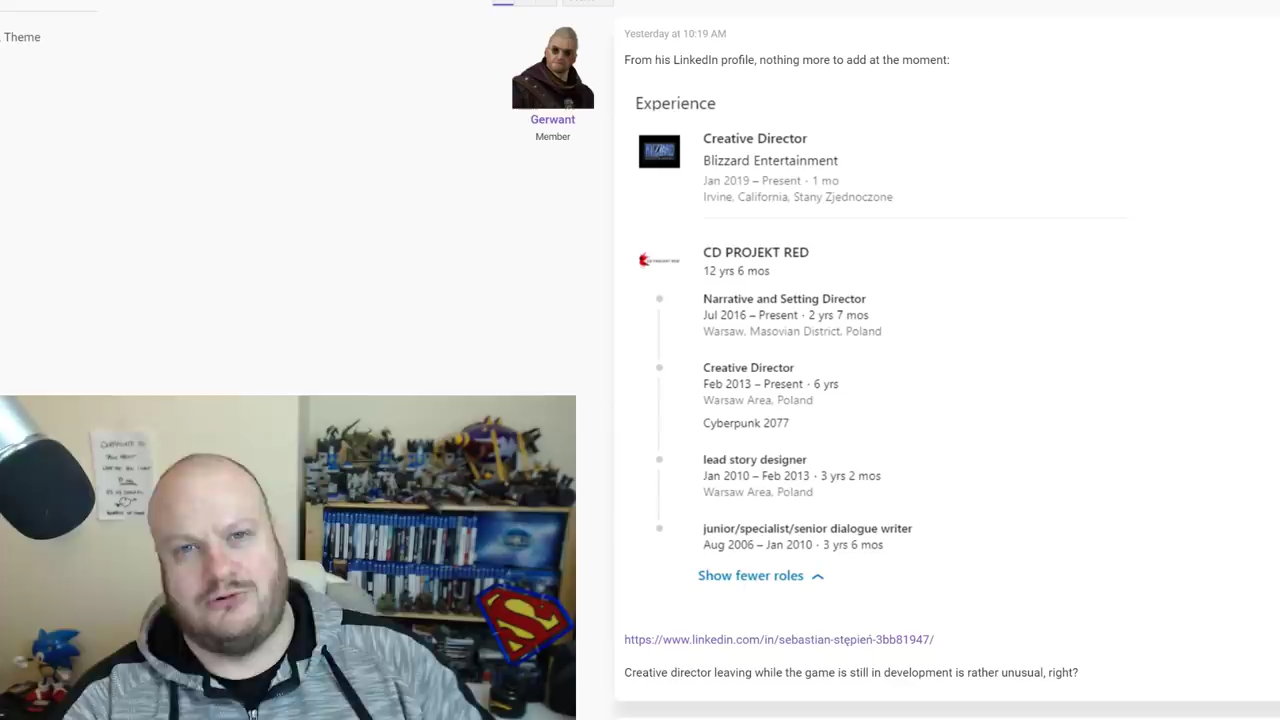 Theme
Gerwant
Member
Yesterday at 10:19 AM
From his LinkedIn profile, nothing more to add at the moment:
Experience
Creative Director
Blizzard Entertainment
Jan 2019 – Present · 1 mo
Irvine, California, Stany Zjednoczone
CD PROJEKT RED
12 yrs 6 mos
Narrative and Setting Director
Jul 2016 – Present · 2 yrs 7 mos
Warsaw, Masovian District, Poland
Creative Director
Feb 2013 – Present · 6 yrs
Warsaw Area, Poland
Cyberpunk 2077
lead story designer
Jan 2010 – Feb 2013 · 3 yrs 2 mos
Warsaw Area, Poland
junior/specialist/senior dialogue writer
Aug 2006 – Jan 2010 · 3 yrs 6 mos
Show fewer roles
https://www.linkedin.com/in/sebastian-stępień-3bb81947/
Creative director leaving while the game is still in development is rather unusual, right?